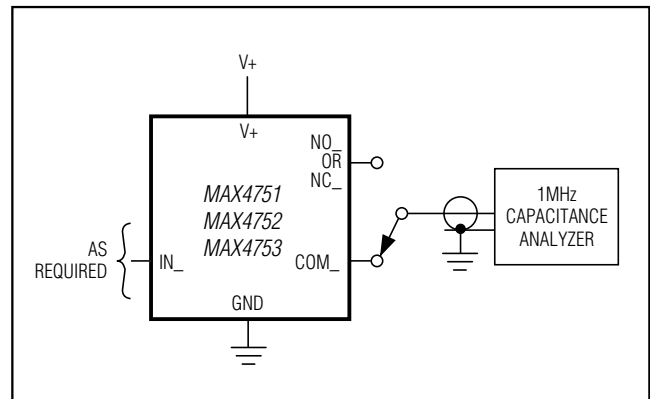 V+
V+
NO_
OR
NC_
MAX4751
MAX4752
MAX4753
1MHz
CAPACITANCE
ANALYZER
AS
REQUIRED
IN_
COM_
GND